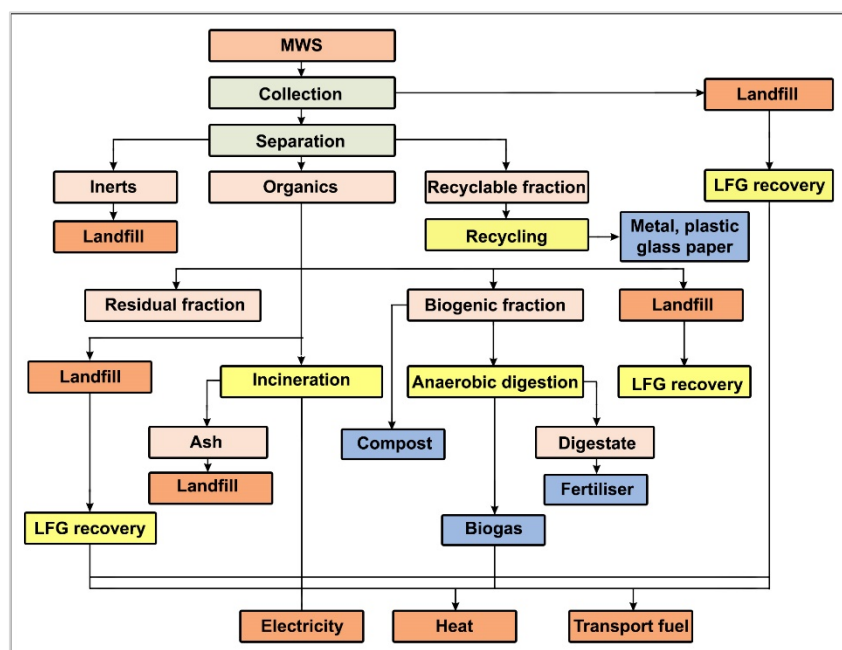 MWS
Collection
Landfill
Separation
Inerts
Organics
Recyclable fraction
LFG recovery
Landfill
Recycling
Metal, plastic
glass paper
Residual fraction
Biogenic fraction
Landfill
Landfill
Incineration
Anaerobic digestion
LFG recovery
Ash
Compost
Digestate
Landfill
Fertiliser
LFG recovery
Biogas
Electricity
Heat
Transport fuel